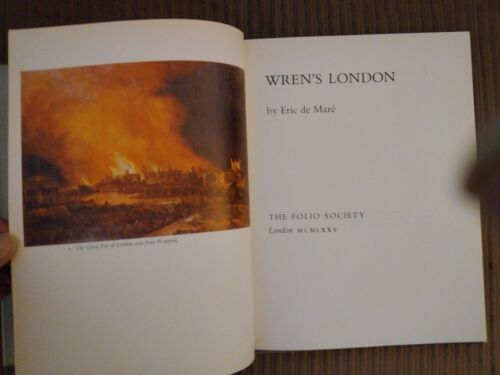 1. The Great Fire of London seen from Wapping.
WREN'S LONDON
by Eric de Maré
THE FOLIO SOCIETY
London MCMLXXV